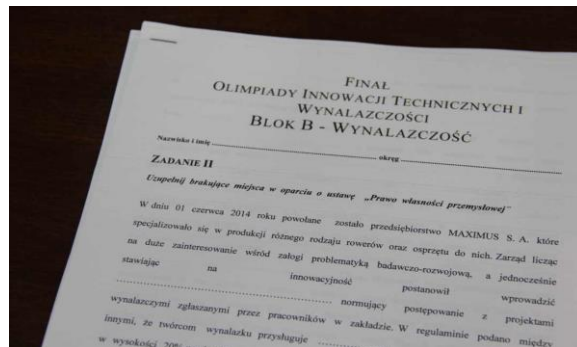 FINAŁ
OLIMPIADY INNOWACJI TECHNICZNYCH I
WYNALAZCZOŚCI
BLOK B - WYNALAZCZOŚĆ
Nazwisko i imię ........................ okręg ........................
ZADANIE II
Uzupełnij brakujące miejsca w oparciu o ustawę „Prawo własności przemysłowej”
W dniu 01 czerwca 2014 roku powołane zostało przedsiębiorstwo MAXIMUS S. A. które
specjalizowało się w produkcji różnego rodzaju rowerów oraz osprzętu do nich. Zarząd licząc
na duże zainteresowanie wśród załogi problematyką badawczo-rozwojową, a jednocześnie
stawiając na innowacyjność postanowił wprowadzić
........................ normujący postępowanie z projektami
wynalazczymi zgłaszanymi przez pracowników w zakładzie. W regulaminie podano między
innymi, że twórcom wynalazku przysługuje ........................
w wysokości